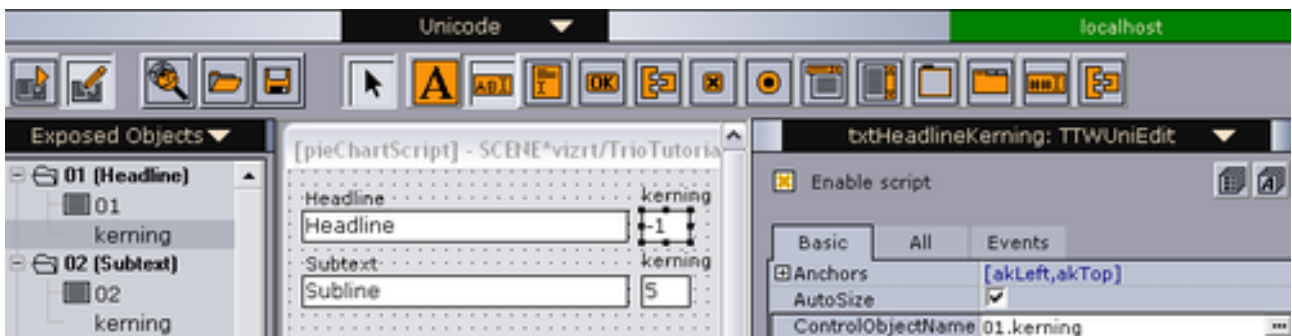 Unicode
localhost
A
ABI
OK
Exposed Objects
01 (Headline)
01
kerning
02 (Subtext)
02
kerning
[pieChartScript] - SCENE*vizrt/TrioTutoria
Headline
kerning
Headline
-1
Subtext
kerning
Subline
5
txtHeadlineKerning: TTWUniEdit
Enable script
A
Basic
All
Events
Anchors
[akLeft,akTop]
AutoSize
ControlObjectName
01.kerning
...